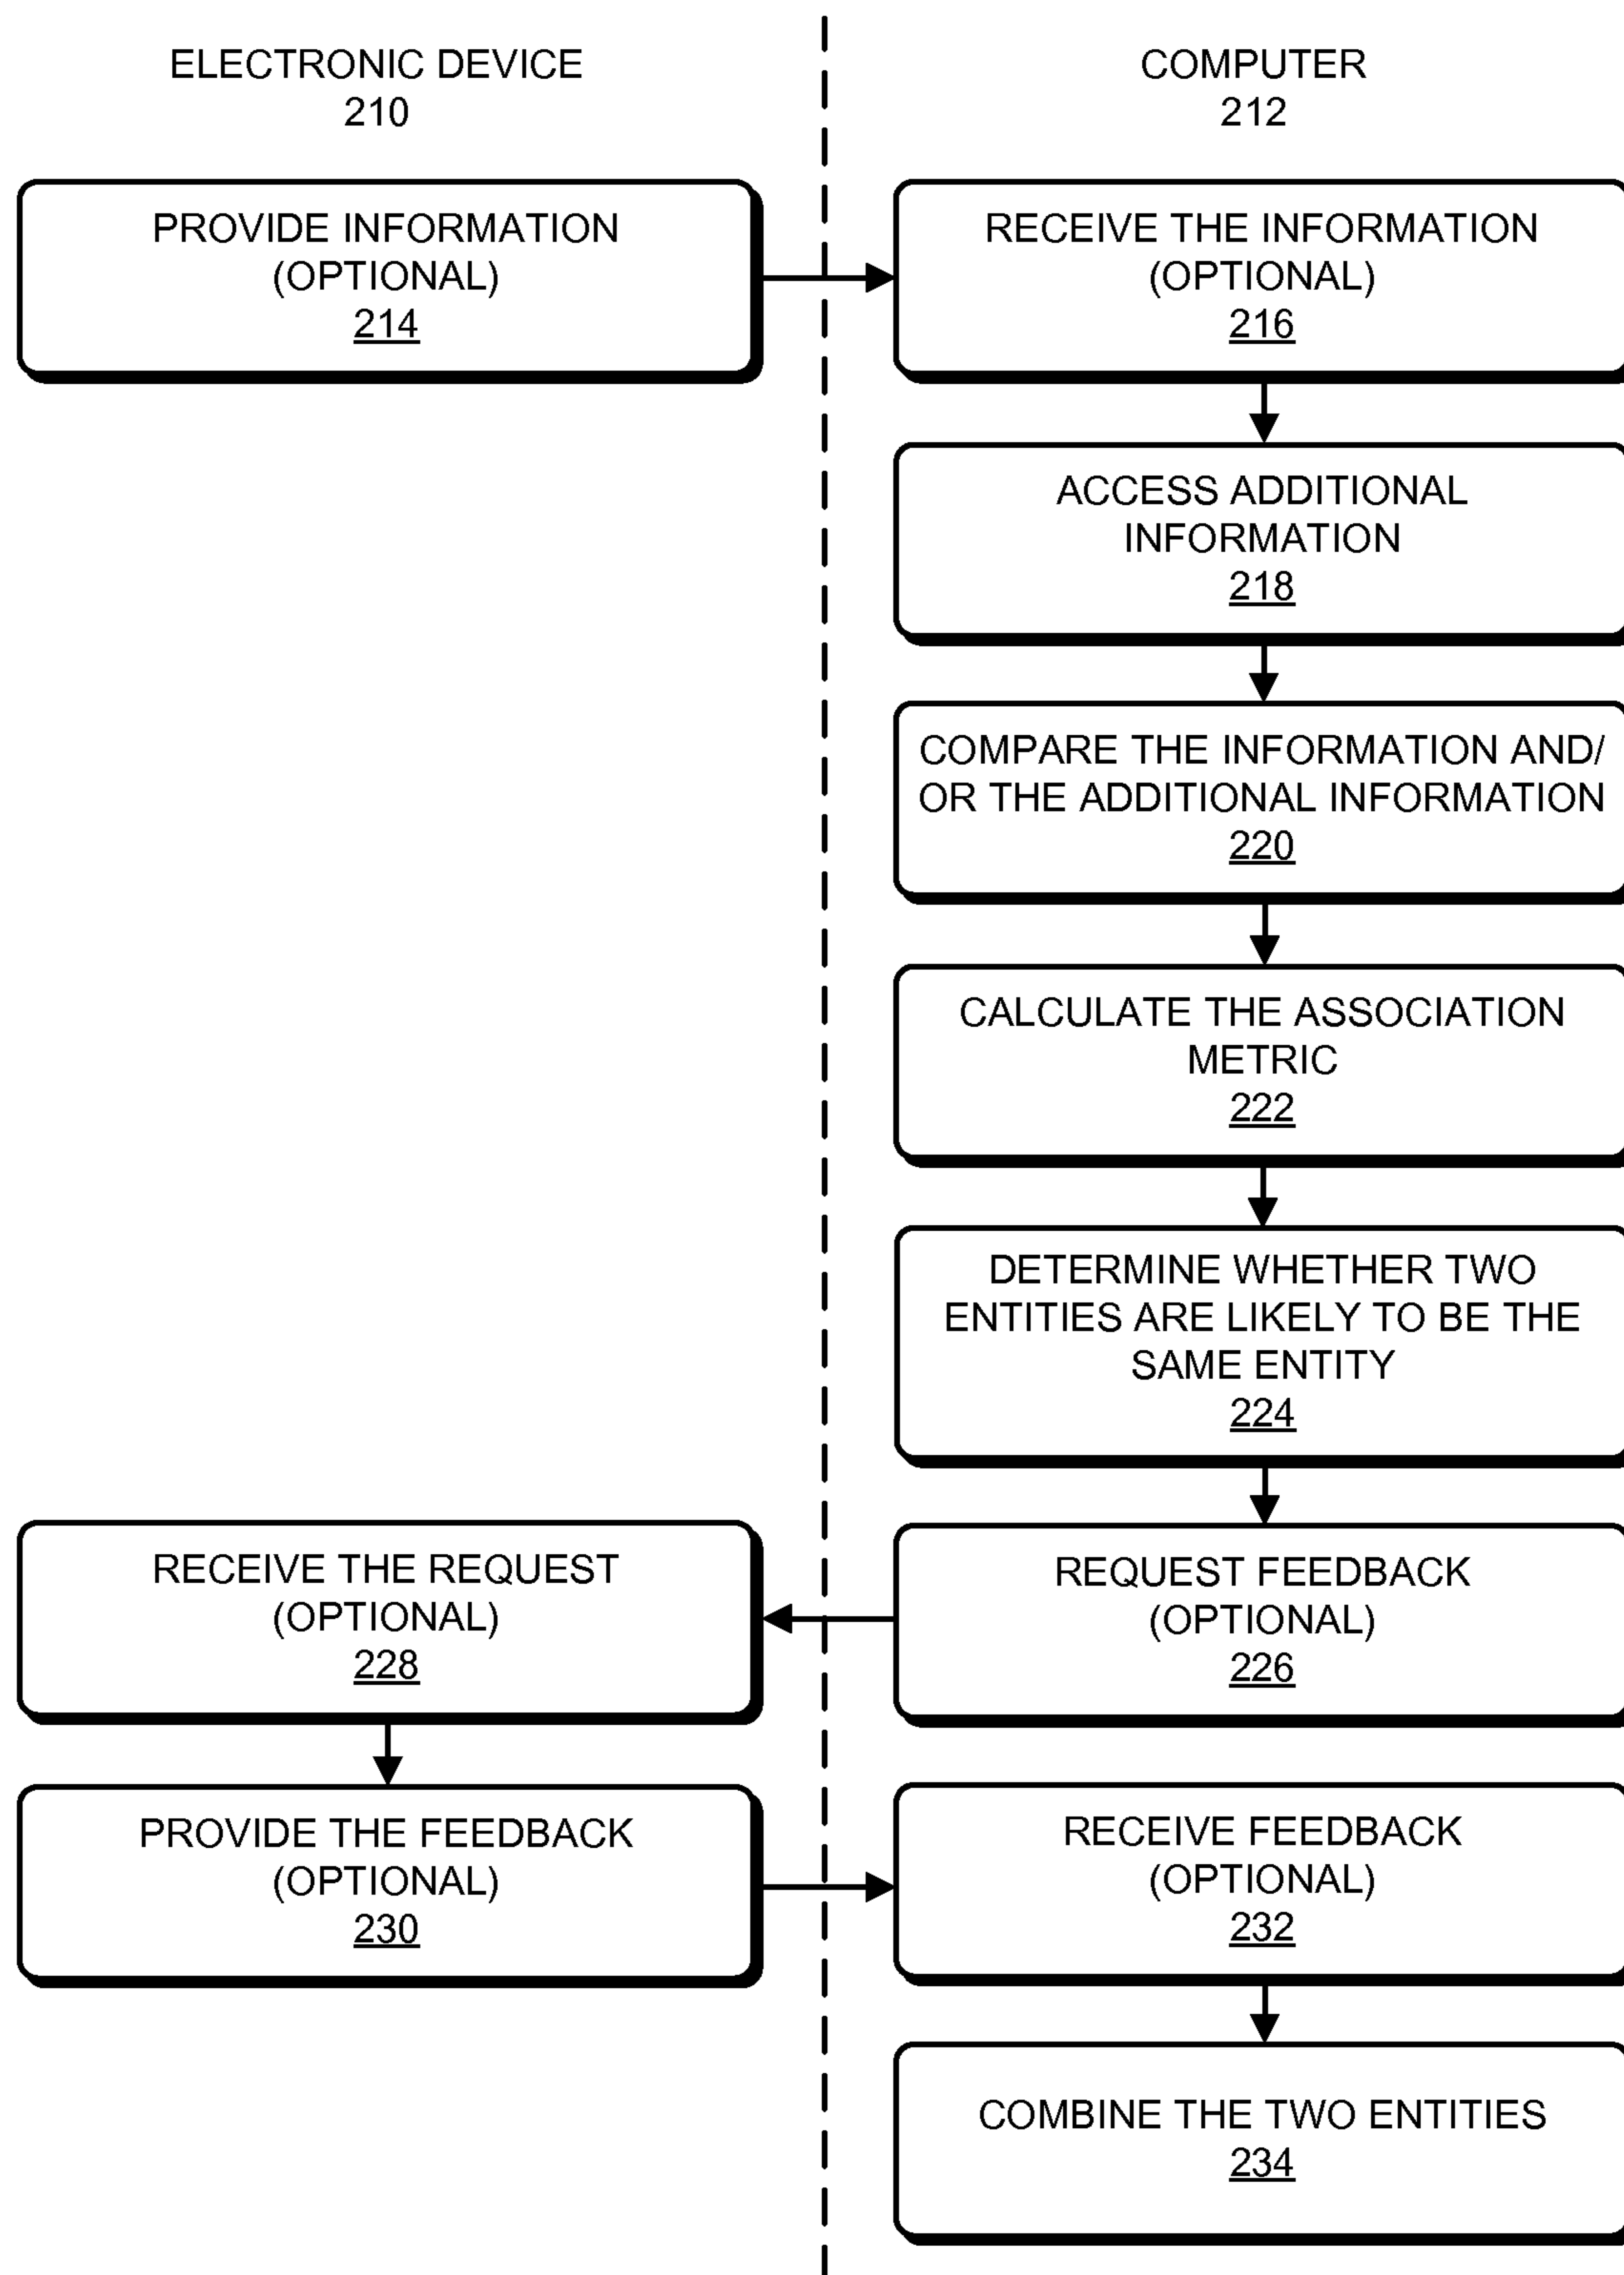 ELECTRONIC DEVICE
210
COMPUTER
212
PROVIDE INFORMATION
(OPTIONAL)
214
RECEIVE THE INFORMATION
(OPTIONAL)
216
ACCESS ADDITIONAL
INFORMATION
218
COMPARE THE INFORMATION AND/
OR THE ADDITIONAL INFORMATION
220
CALCULATE THE ASSOCIATION
METRIC
222
DETERMINE WHETHER TWO
ENTITIES ARE LIKELY TO BE THE
SAME ENTITY
224
REQUEST FEEDBACK
(OPTIONAL)
226
RECEIVE THE REQUEST
(OPTIONAL)
228
PROVIDE THE FEEDBACK
(OPTIONAL)
230
RECEIVE FEEDBACK
(OPTIONAL)
232
COMBINE THE TWO ENTITIES
234